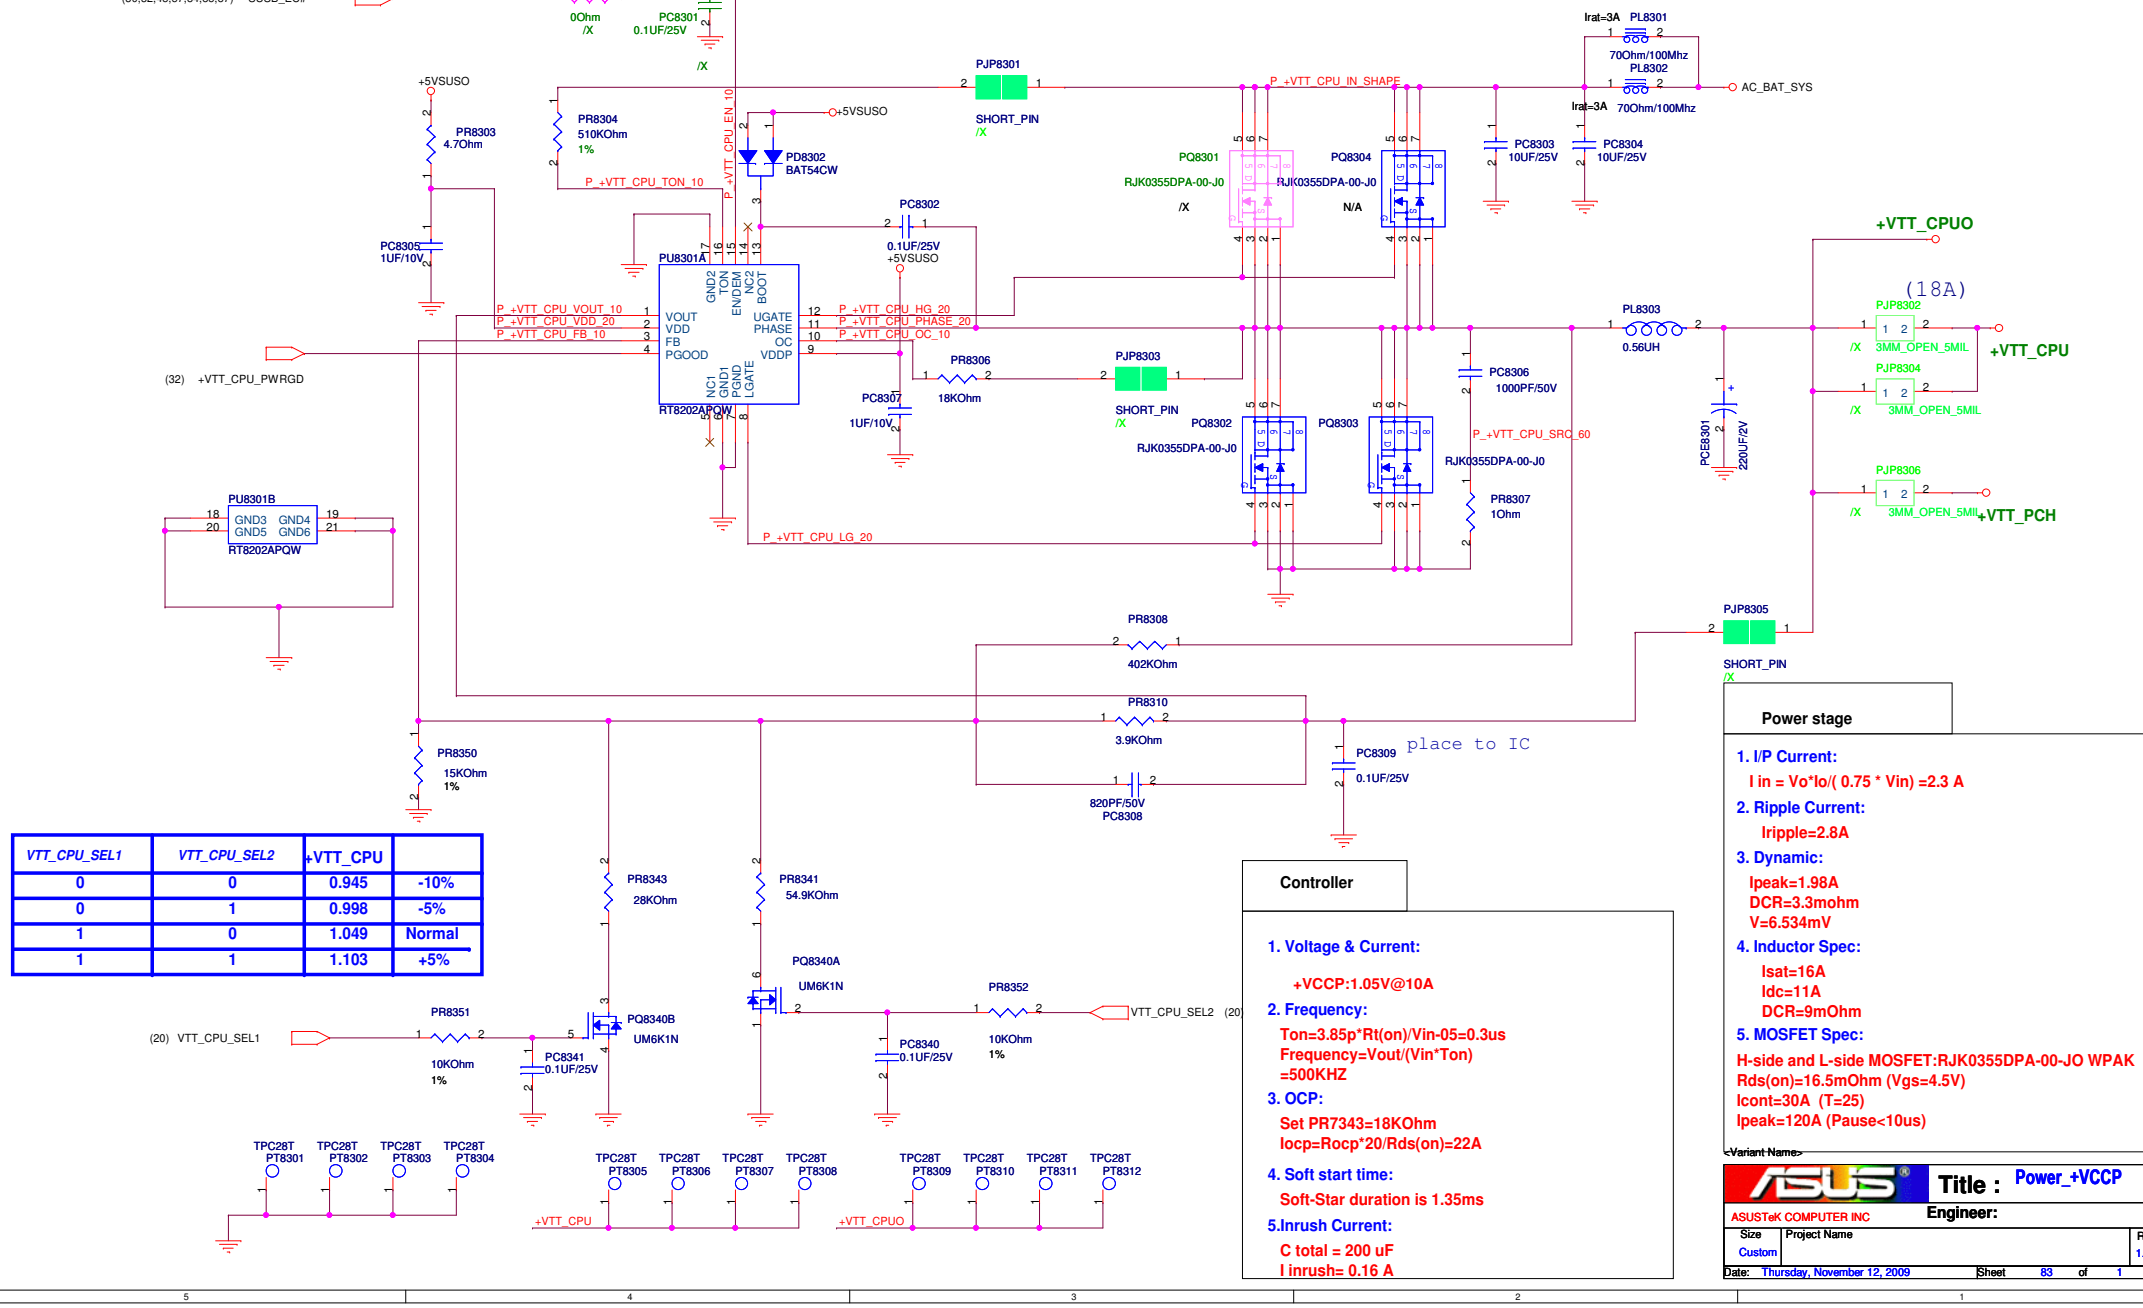 0Ohm
/X
PC8301
0.1UF/25V
/X
Irat=3A PL8301
70Ohm/100Mhz
PL8302
Irat=3A 70Ohm/100Mhz
AC_BAT_SYS
PJP8301
SHORT_PIN
/X
P_+VTT_CPU_IN_SHAPE
+5VSUSO
PR8303
4.7Ohm
PR8304
510KOhm
1%
P_+VTT_CPU_EN_10
+5VSUSO
PD8302
BAT54CW
P_+VTT_CPU_TON_10
PC8302
0.1UF/25V
+5VSUSO
PQ8301
RJK0355DPA-00-J0
/X
PQ8304
RJK0355DPA-00-J0
N/A
PC8303
10UF/25V
PC8304
10UF/25V
PC8305
1UF/10V
PU8301A
GND2
TON
EN/DEM
NC2
BOOT
VOUT
VDD
FB
PGOOD
UGATE
PHASE
OC
VDDP
NC1
GND1
PGND
LGATE
RT8202APQW
P_+VTT_CPU_VOUT_10
P_+VTT_CPU_VDD_20
P_+VTT_CPU_FB_10
P_+VTT_CPU_HG_20
P_+VTT_CPU_PHASE_20
P_+VTT_CPU_OC_10
(32) +VTT_CPU_PWRGD
PR8306
18KOhm
PC8307
1UF/10V
PJP8303
SHORT_PIN
/X
PQ8302
RJK0355DPA-00-J0
PQ8303
RJK0355DPA-00-J0
PC8306
1000PF/50V
P_+VTT_CPU_SRC_60
PR8307
1Ohm
PL8303
0.56UH
PCE8301
220UF/2V
+VTT_CPUO
(18A)
PJP8302
/X 3MM_OPEN_5MIL
+VTT_CPU
PJP8304
/X 3MM_OPEN_5MIL
PJP8306
/X 3MM_OPEN_5MIL
+VTT_PCH
PU8301B
18 GND3 GND4 19
20 GND5 GND6 21
RT8202APQW
P_+VTT_CPU_LG_20
PR8308
402KOhm
PJP8305
SHORT_PIN
/X
PR8310
3.9KOhm
820PF/50V
PC8308
PC8309
0.1UF/25V
place to IC
PR8350
15KOhm
1%
VTT_CPU_SEL1 VTT_CPU_SEL2 +VTT_CPU
0 0 0.945 -10%
0 1 0.998 -5%
1 0 1.049 Normal
1 1 1.103 +5%
PR8343
28KOhm
PR8341
54.9KOhm
PQ8340A
UM6K1N
PQ8340B
UM6K1N
(20) VTT_CPU_SEL1
PR8351
10KOhm
1%
PC8341
0.1UF/25V
PC8340
0.1UF/25V
PR8352
10KOhm
1%
VTT_CPU_SEL2 (20)
TPC28T
PT8301
TPC28T
PT8302
TPC28T
PT8303
TPC28T
PT8304
TPC28T
PT8305
TPC28T
PT8306
TPC28T
PT8307
TPC28T
PT8308
+VTT_CPU
TPC28T
PT8309
TPC28T
PT8310
TPC28T
PT8311
TPC28T
PT8312
+VTT_CPUO
Controller
1. Voltage & Current:
+VCCP:1.05V@10A
2. Frequency:
Ton=3.85p*Rt(on)/Vin-05=0.3us
Frequency=Vout/(Vin*Ton)
=500KHZ
3. OCP:
Set PR7343=18KOhm
Iocp=Rocp*20/Rds(on)=22A
4. Soft start time:
Soft-Star duration is 1.35ms
5.Inrush Current:
C total = 200 uF
I inrush= 0.16 A
Power stage
1. I/P Current:
I in = Vo*Io/( 0.75 * Vin) =2.3 A
2. Ripple Current:
Iripple=2.8A
3. Dynamic:
Ipeak=1.98A
DCR=3.3mohm
V=6.534mV
4. Inductor Spec:
Isat=16A
Idc=11A
DCR=9mOhm
5. MOSFET Spec:
H-side and L-side MOSFET:RJK0355DPA-00-JO WPAK
Rds(on)=16.5mOhm (Vgs=4.5V)
Icont=30A (T=25)
Ipeak=120A (Pause<10us)
<Variant Name>
ASUS® Title : Power_+VCCP
ASUSTeK COMPUTER INC Engineer:
Size Project Name
Custom
Date: Thursday, November 12, 2009 Sheet 83 of 1
5 4 3 2 1